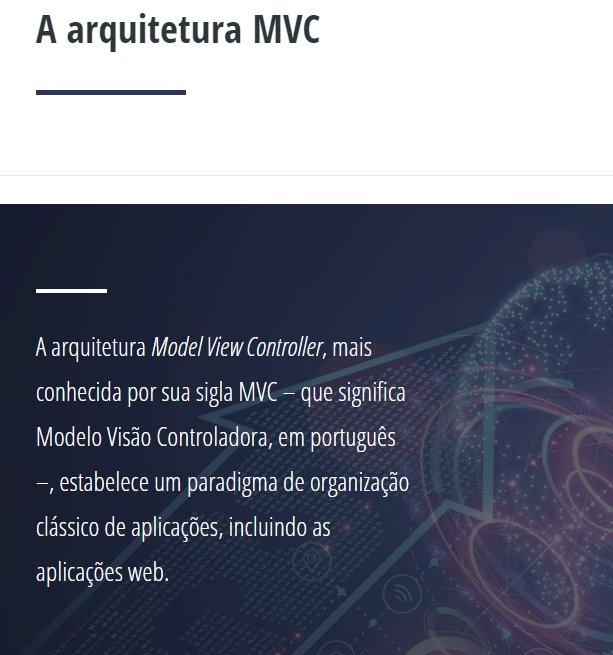 A arquitetura MVC
A arquitetura Model View Controller, mais
conhecida por sua sigla MVC – que significa
Modelo Visão Controladora, em português
–, estabelece um paradigma de organização
clássico de aplicações, incluindo as
aplicações web.